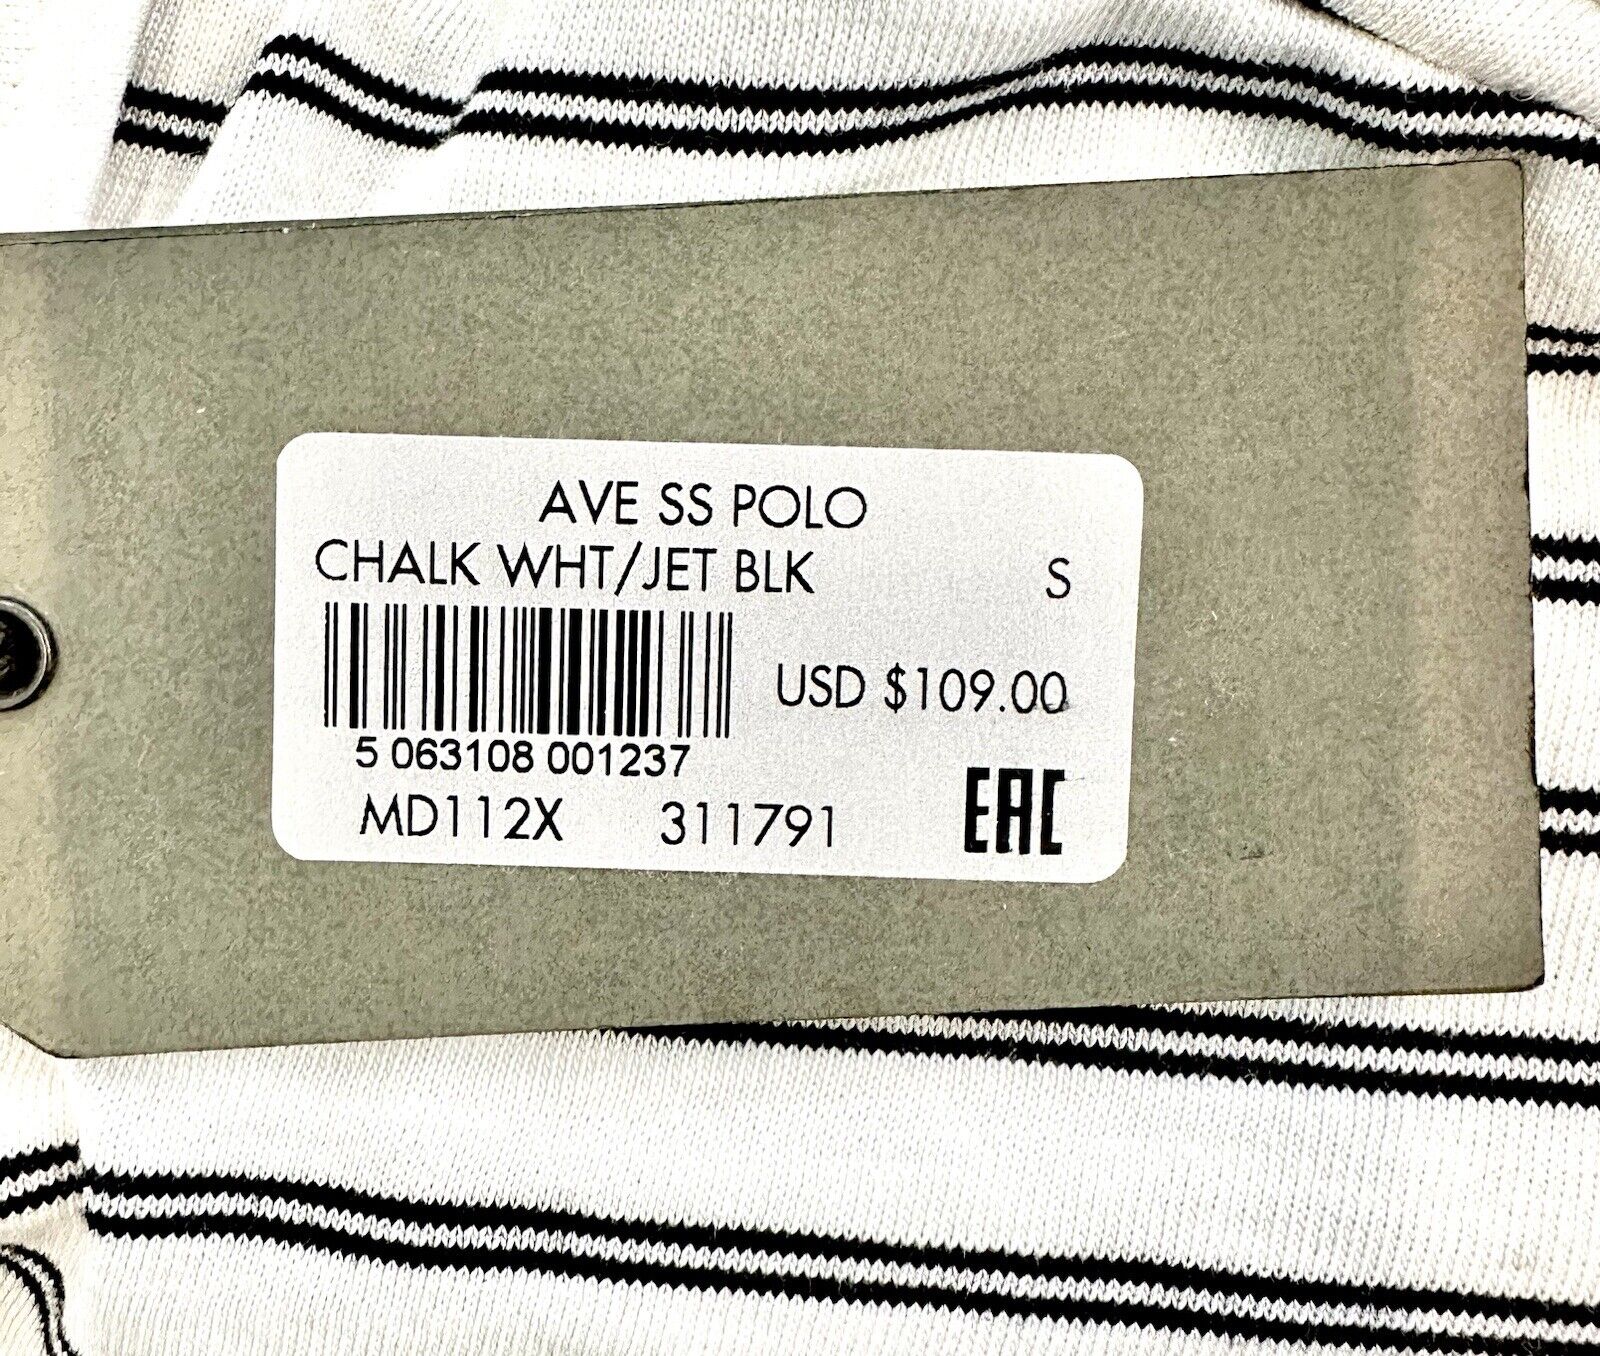 AVE SS POLO
CHALK WHT/JET BLK S
USD $109.00
5 063108 001237
MD112X 311791 EAC